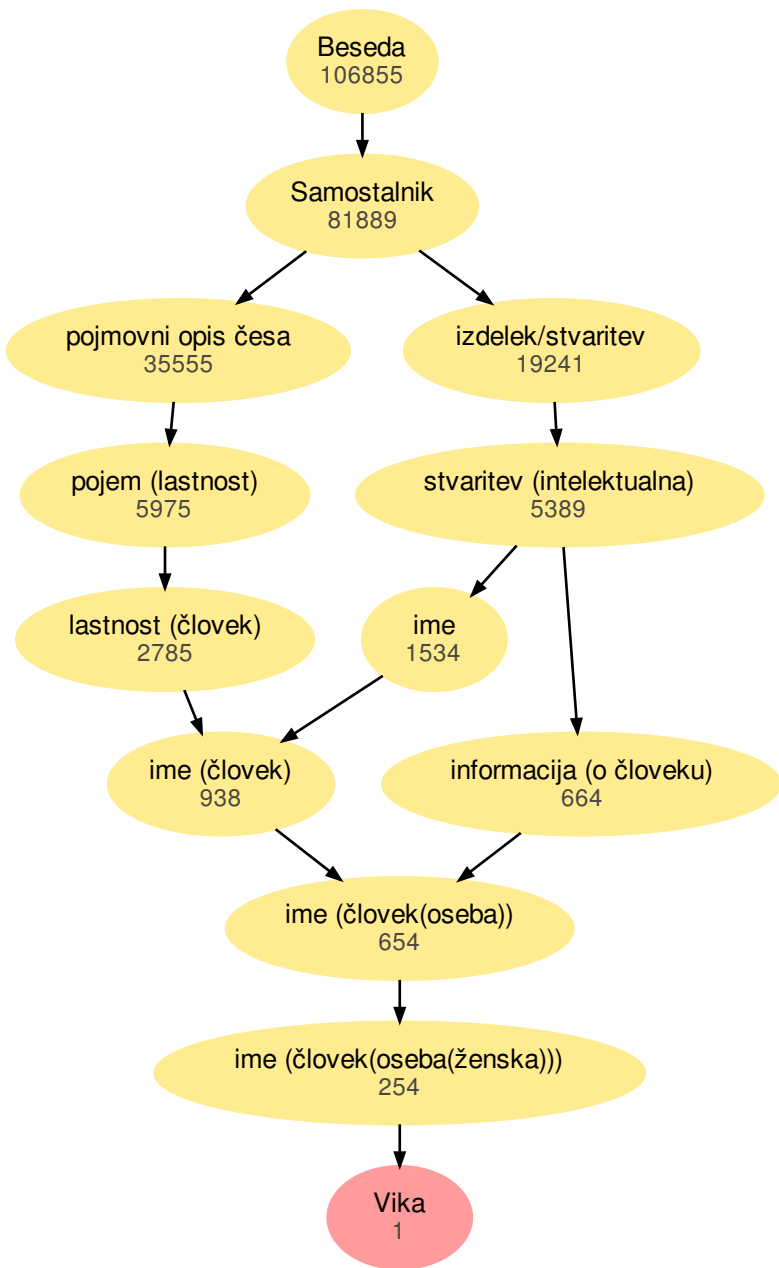 Beseda
106855
Samostalnik
81889
pojmovni opis česa
35555
izdelek/stvaritev
19241
pojem (lastnost)
5975
stvaritev (intelektualna)
5389
lastnost (človek)
2785
ime
1534
ime (človek)
938
informacija (o človeku)
664
ime (človek(oseba))
654
ime (človek(oseba(ženska)))
254
Vika
1